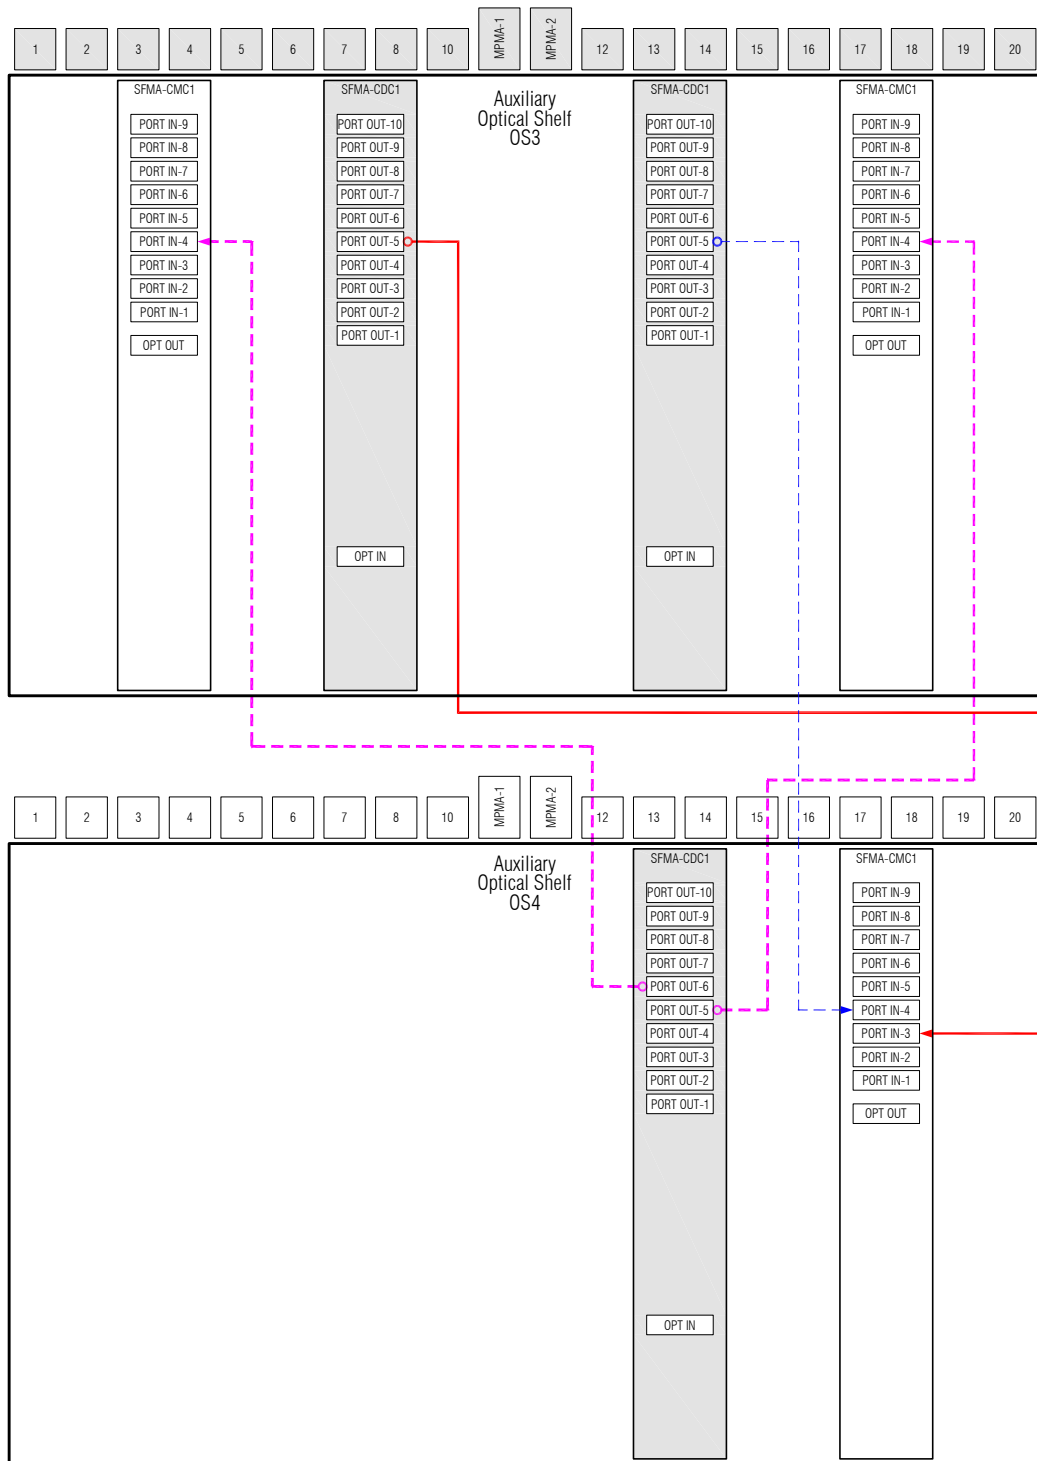 1 2 3 4 5 6 7 8 10 MPMA-1 MPMA-2 12 13 14 15 16 17 18 19 20
Auxiliary
Optical Shelf
OS3
SFMA-CMC1
PORT IN-9
PORT IN-8
PORT IN-7
PORT IN-6
PORT IN-5
PORT IN-4
PORT IN-3
PORT IN-2
PORT IN-1
OPT OUT
SFMA-CDC1
PORT OUT-10
PORT OUT-9
PORT OUT-8
PORT OUT-7
PORT OUT-6
PORT OUT-5
PORT OUT-4
PORT OUT-3
PORT OUT-2
PORT OUT-1
OPT IN
SFMA-CDC1
PORT OUT-10
PORT OUT-9
PORT OUT-8
PORT OUT-7
PORT OUT-6
PORT OUT-5
PORT OUT-4
PORT OUT-3
PORT OUT-2
PORT OUT-1
OPT IN
SFMA-CMC1
PORT IN-9
PORT IN-8
PORT IN-7
PORT IN-6
PORT IN-5
PORT IN-4
PORT IN-3
PORT IN-2
PORT IN-1
OPT OUT
1 2 3 4 5 6 7 8 10 MPMA-1 MPMA-2 12 13 14 15 16 17 18 19 20
Auxiliary
Optical Shelf
OS4
SFMA-CDC1
PORT OUT-10
PORT OUT-9
PORT OUT-8
PORT OUT-7
PORT OUT-6
PORT OUT-5
PORT OUT-4
PORT OUT-3
PORT OUT-2
PORT OUT-1
OPT IN
SFMA-CMC1
PORT IN-9
PORT IN-8
PORT IN-7
PORT IN-6
PORT IN-5
PORT IN-4
PORT IN-3
PORT IN-2
PORT IN-1
OPT OUT